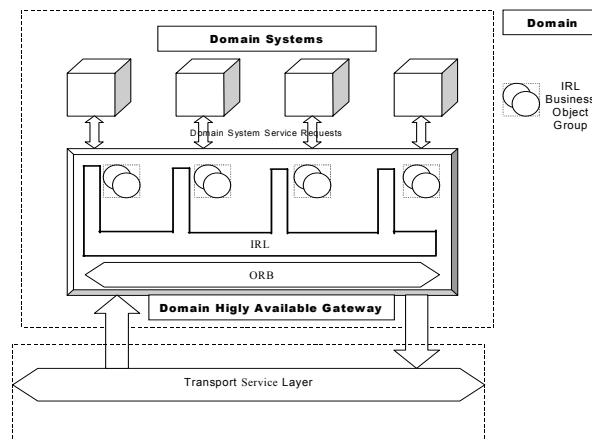 Domain Systems
Domain
IRL
Business
Object
Group
Domain System Service Requests
IRL
ORB
Domain Higly Available Gateway
Transport Service Layer